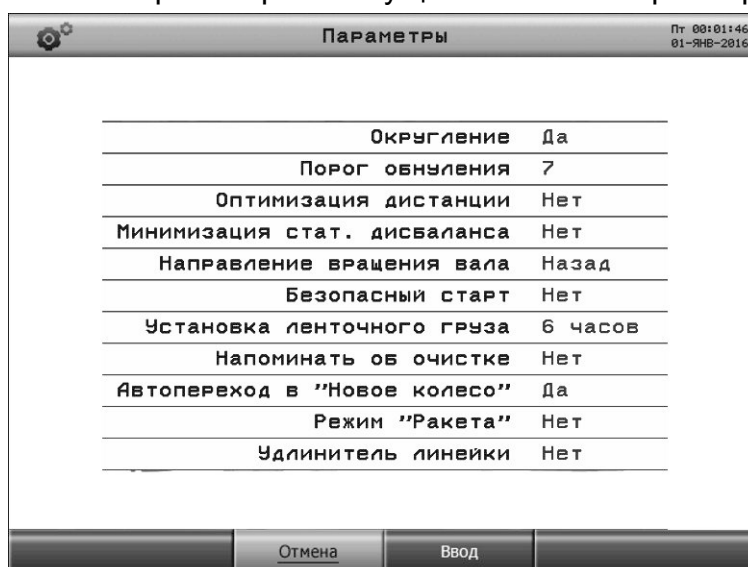 Параметры
Пт 00:01:46
01-ЯНВ-2016
Округление Да
Порог обнуления 7
Оптимизация дистанции Нет
Минимизация стат. дисбаланса Нет
Направление вращения вала Назад
Безопасный старт Нет
Установка ленточного груза 6 часов
Напоминать об очистке Нет
Автопереход в "Новое колесо" Да
Режим "Ракета" Нет
Удлинитель линейки Нет
Отмена Ввод